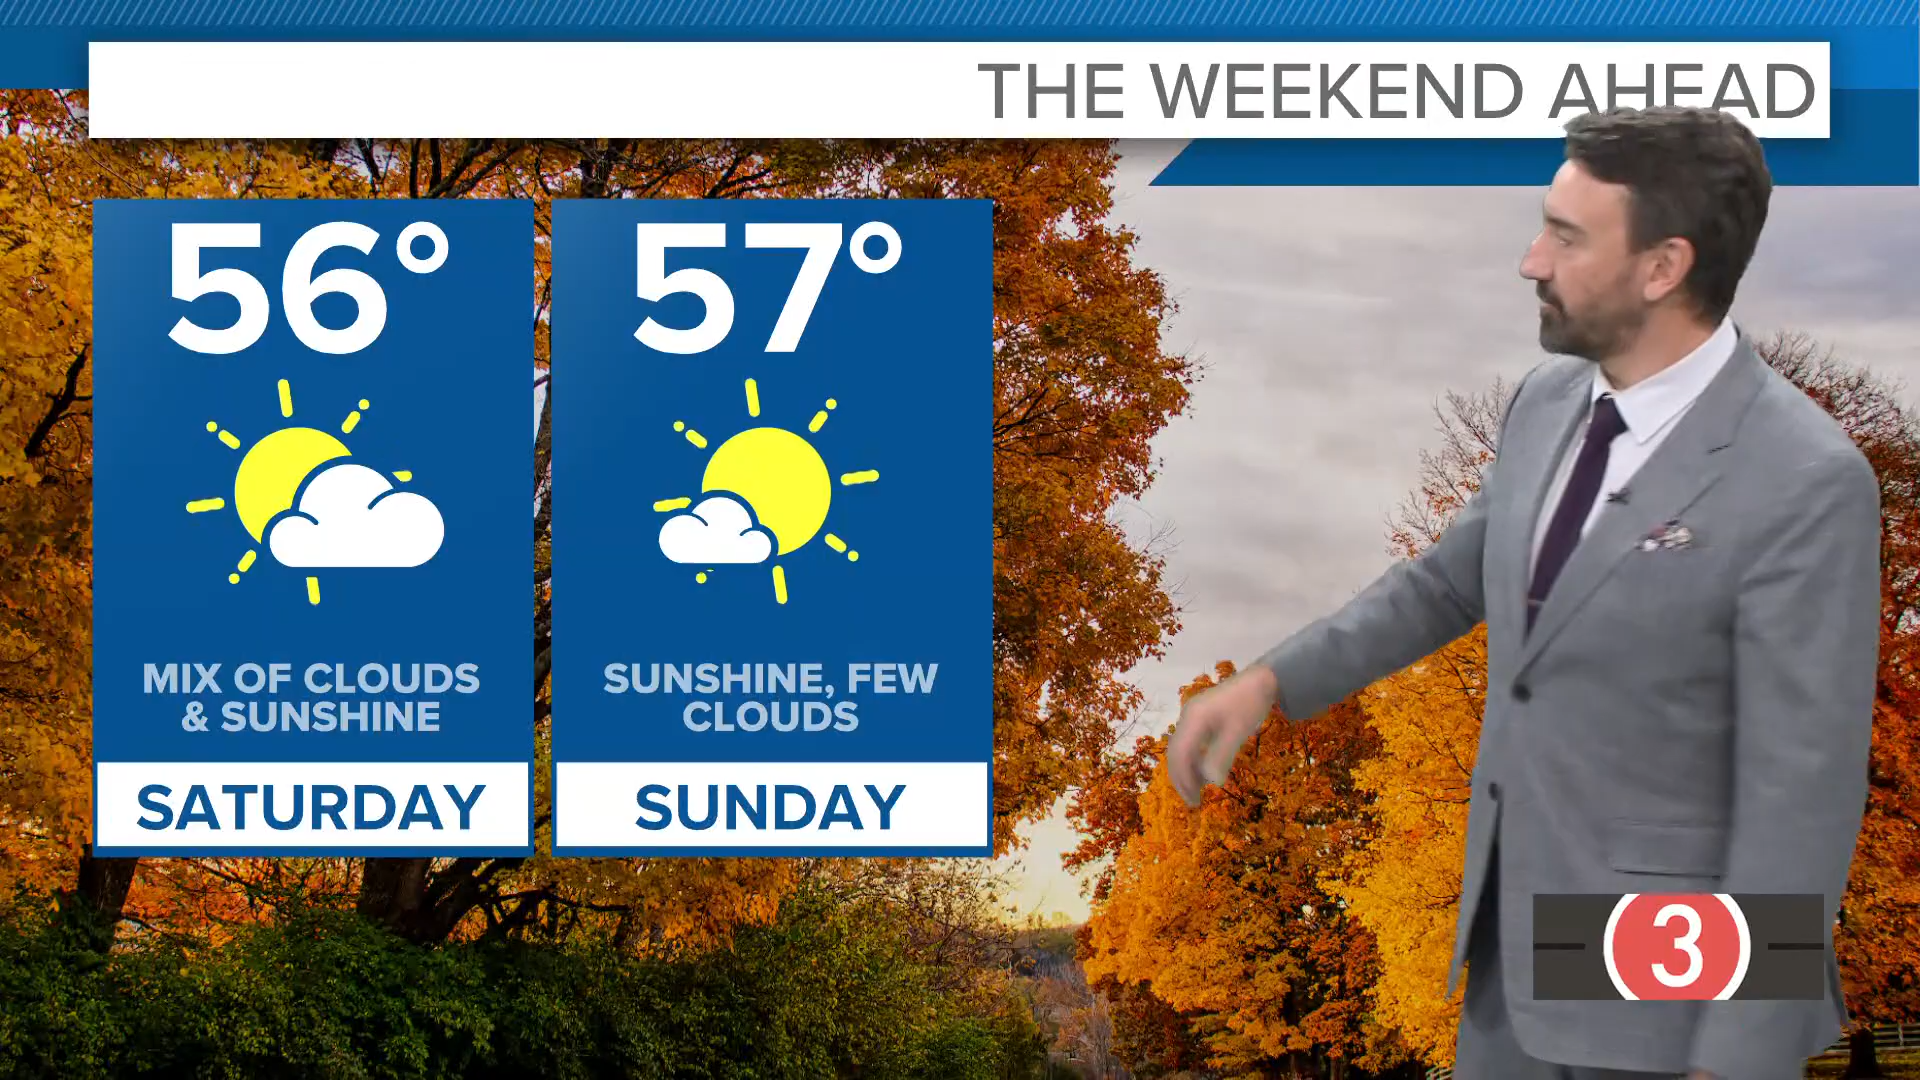 THE WEEKEND AHEAD
56°
MIX OF CLOUDS
& SUNSHINE
SATURDAY
57°
SUNSHINE, FEW
CLOUDS
SUNDAY
3